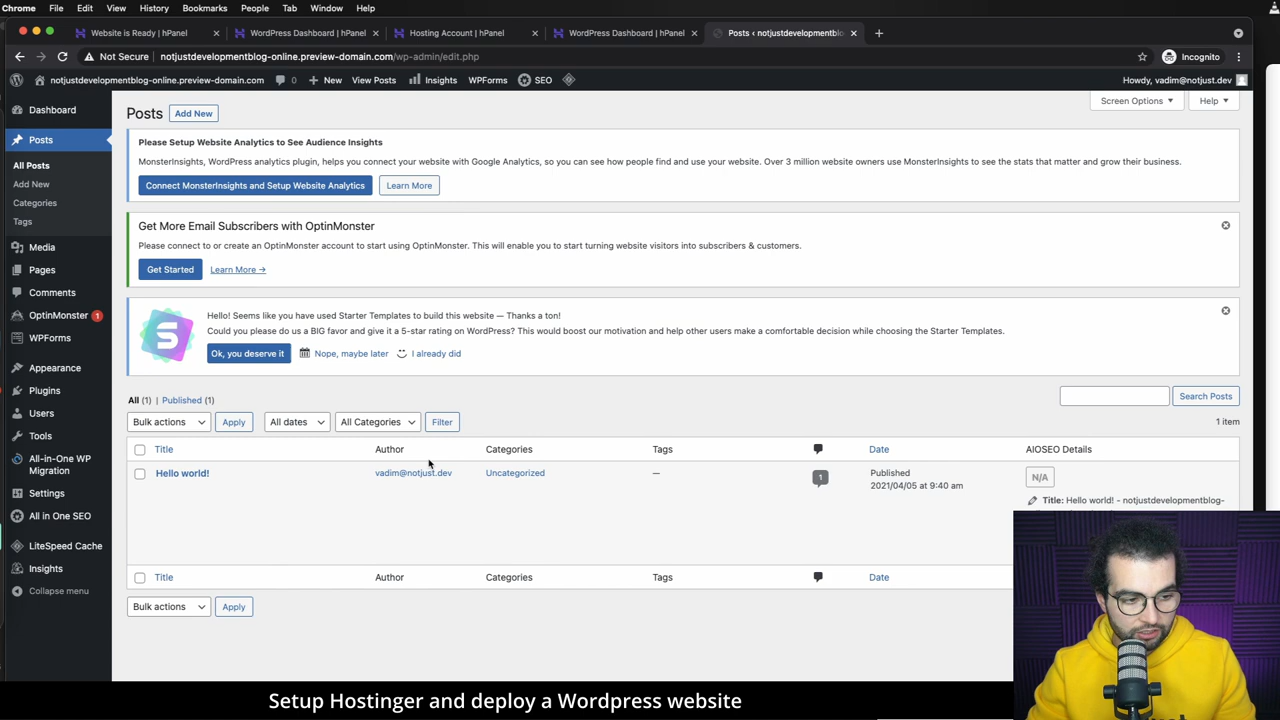 Chrome File Edit View History Bookmarks People Tab Window Help
Website is Ready | hPanel
WordPress Dashboard | hPanel
Hosting Account | hPanel
WordPress Dashboard | hPanel
Posts ‹ notjustdevelopmentblo
Not Secure notjustdevelopmentblog-online.preview-domain.com/wp-admin/edit.php
Incognito
notjustdevelopmentblog-online.preview-domain.com 0 New View Posts Insights WPForms SEO
Howdy, vadim@notjust.dev
Dashboard
Posts
All Posts
Add New
Categories
Tags
Media
Pages
Comments
OptinMonster 1
WPForms
Appearance
Plugins
Users
Tools
All-in-One WP
Migration
Settings
All in One SEO
LiteSpeed Cache
Insights
Collapse menu
Screen Options Help
Posts Add New
Please Setup Website Analytics to See Audience Insights
MonsterInsights, WordPress analytics plugin, helps you connect your website with Google Analytics, so you can see how people find and use your website. Over 3 million website owners use MonsterInsights to see the stats that matter and grow their business.
Connect MonsterInsights and Setup Website Analytics Learn More
Get More Email Subscribers with OptinMonster
Please connect to or create an OptinMonster account to start using OptinMonster. This will enable you to start turning website visitors into subscribers & customers.
Get Started Learn More →
Hello! Seems like you have used Starter Templates to build this website — Thanks a ton!
Could you please do us a BIG favor and give it a 5-star rating on WordPress? This would boost our motivation and help other users make a comfortable decision while choosing the Starter Templates.
Ok, you deserve it Nope, maybe later I already did
All (1) | Published (1)
Search Posts
Bulk actions Apply All dates All Categories Filter
1 item
Title Author Categories Tags Date AIOSEO Details
Hello world! vadim@notjust.dev Uncategorized — 1 Published N/A
2021/04/05 at 9:40 am
Title: Hello world! - notjustdevelopmentblog-
Title Author Categories Tags Date
Bulk actions Apply
Setup Hostinger and deploy a Wordpress website